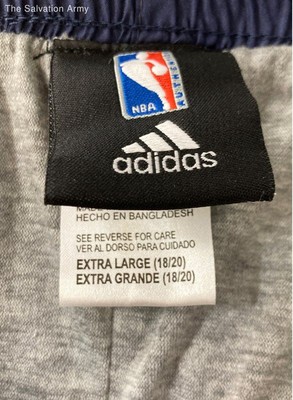 The Salvation Army
NBA
AUTHENTICS
adidas
HECHO EN BANGLADESH
SEE REVERSE FOR CARE
VER AL DORSO PARA CUIDADO
EXTRA LARGE (18/20)
EXTRA GRANDE (18/20)